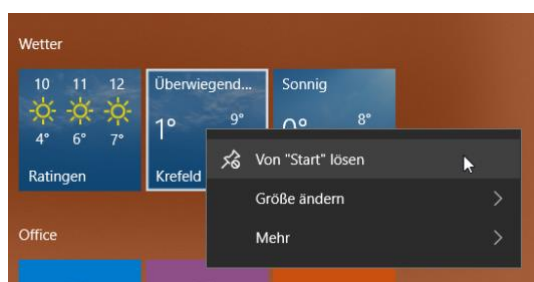 Wetter
10 11 12
4° 6° 7°
Ratingen
Überwiegend...
1° 9°
Krefeld
Sonnig
0° 8°
Von "Start" lösen
Größe ändern
Mehr
Office